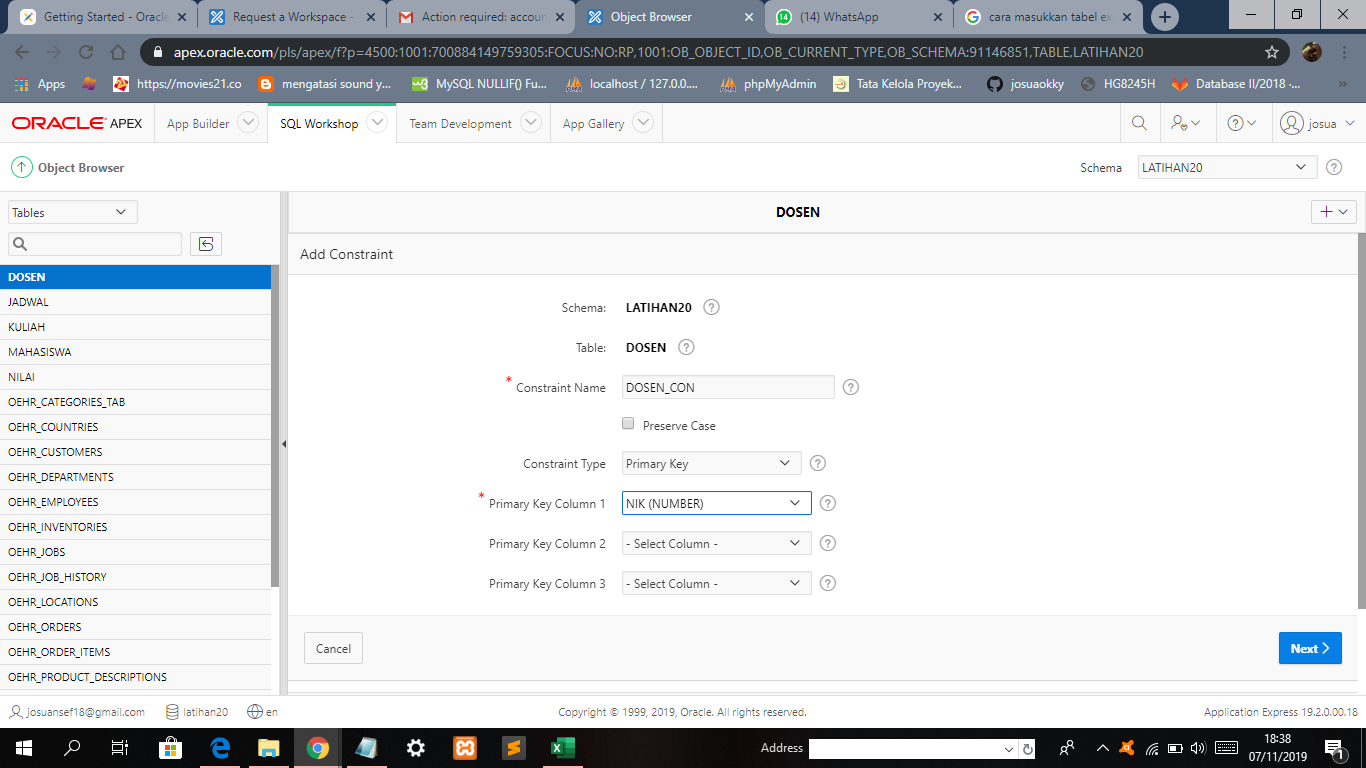 Getting Started - Oracle
Request a Workspace -
Action required: accoun
Object Browser
(14) WhatsApp
cara masukkan tabel ex
apex.oracle.com/pls/apex/f?p=4500:1001:700884149759305:FOCUS:NO:RP,1001:OB_OBJECT_ID,OB_CURRENT_TYPE,OB_SCHEMA:91146851,TABLE,LATIHAN20
Apps
https://movies21.co
mengatasi sound y...
MySQL NULLIF() Fu...
localhost / 127.0.0....
phpMyAdmin
Tata Kelola Proyek...
josuaokky
HG8245H
Database II/2018 -...
»
ORACLE APEX
App Builder
SQL Workshop
Team Development
App Gallery
josua
Object Browser
Schema
LATIHAN20
Tables
DOSEN
JADWAL
KULIAH
MAHASISWA
NILAI
OEHR_CATEGORIES_TAB
OEHR_COUNTRIES
OEHR_CUSTOMERS
OEHR_DEPARTMENTS
OEHR_EMPLOYEES
OEHR_INVENTORIES
OEHR_JOBS
OEHR_JOB_HISTORY
OEHR_LOCATIONS
OEHR_ORDERS
OEHR_ORDER_ITEMS
OEHR_PRODUCT_DESCRIPTIONS
DOSEN
Add Constraint
Schema: LATIHAN20
Table: DOSEN
* Constraint Name DOSEN_CON
Preserve Case
Constraint Type Primary Key
* Primary Key Column 1 NIK (NUMBER)
Primary Key Column 2 - Select Column -
Primary Key Column 3 - Select Column -
Cancel
Next
josuansef18@gmail.com
latihan20
en
Copyright © 1999, 2019, Oracle. All rights reserved.
Application Express 19.2.0.00.18
Address
18:38
07/11/2019
1